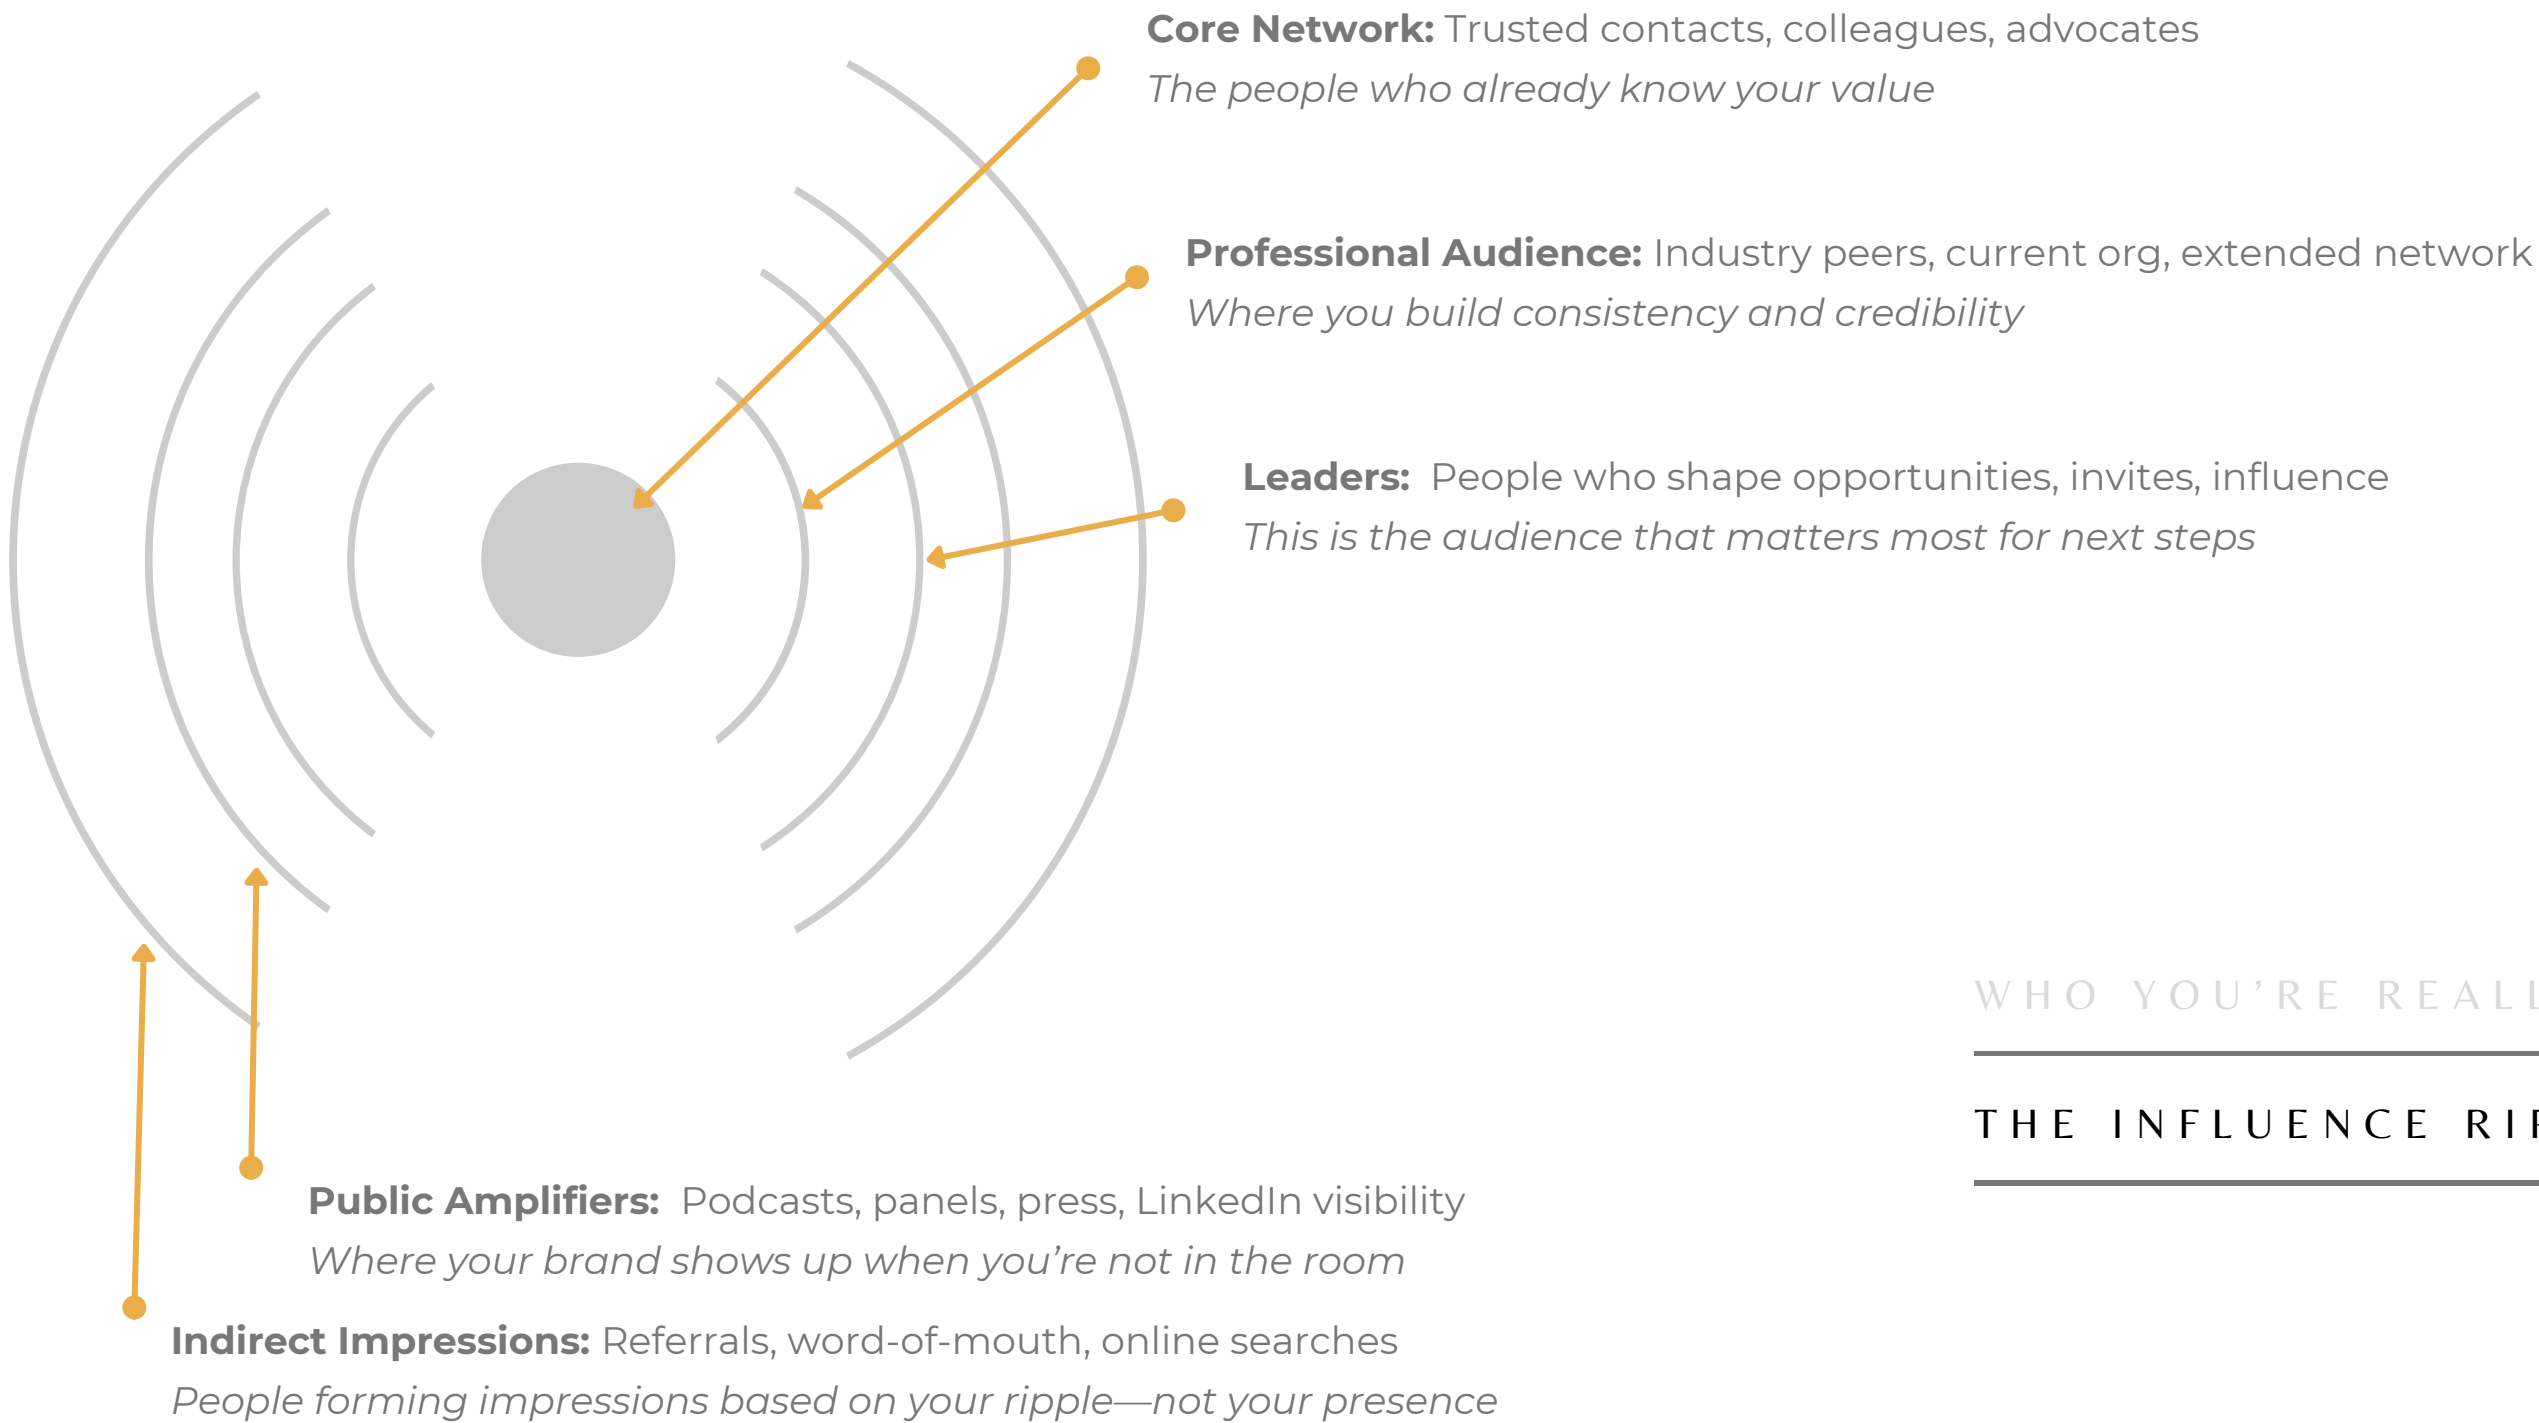 Core Network: Trusted contacts, colleagues, advocates
The people who already know your value
Professional Audience: Industry peers, current org, extended network
Where you build consistency and credibility
Leaders: People who shape opportunities, invites, influence
This is the audience that matters most for next steps
WHO YOU’RE
THE INFLUENCE
Public Amplifiers: Podcasts, panels, press, LinkedIn visibility
Where your brand shows up when you’re not in the room
Indirect Impressions: Referrals, word-of-mouth, online searches
People forming impressions based on your ripple—not your presence